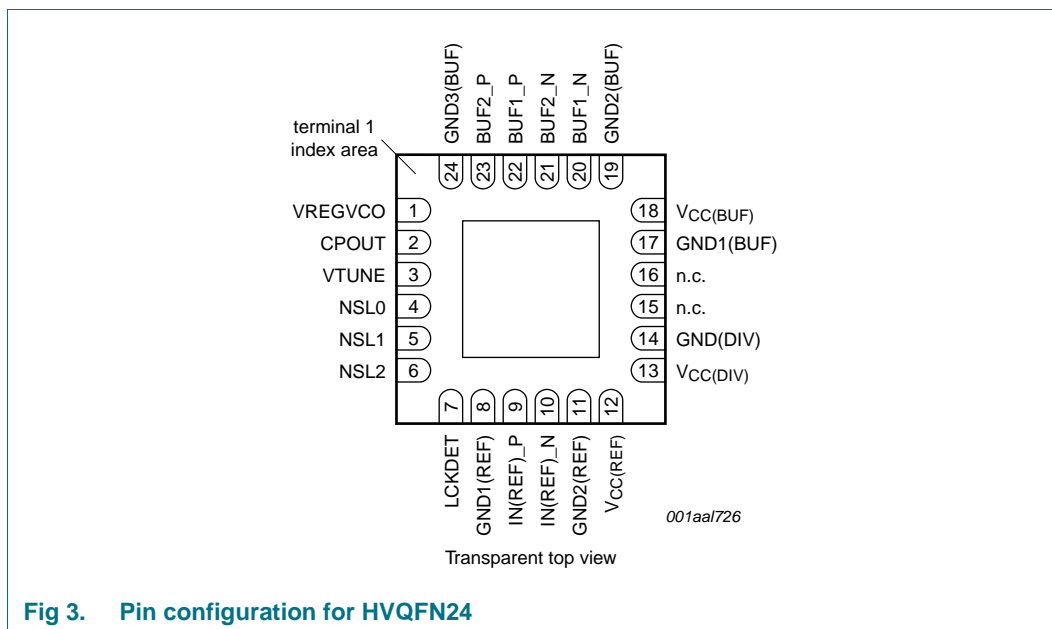 GND3(BUF)
BUF2_P
BUF1_P
BUF2_N
BUF1_N
GND2(BUF)
terminal 1
index area
24
23
22
21
20
19
VREGVCO 1
CPOUT 2
VTUNE 3
NSL0 4
NSL1 5
NSL2 6
18 VCC(BUF)
17 GND1(BUF)
16 n.c.
15 n.c.
14 GND(DIV)
13 VCC(DIV)
7
8
9
10
11
12
LCKDET
GND1(REF)
IN(REF)_P
IN(REF)_N
GND2(REF)
VCC(REF)
001aal726
Transparent top view
Fig 3. Pin configuration for HVQFN24